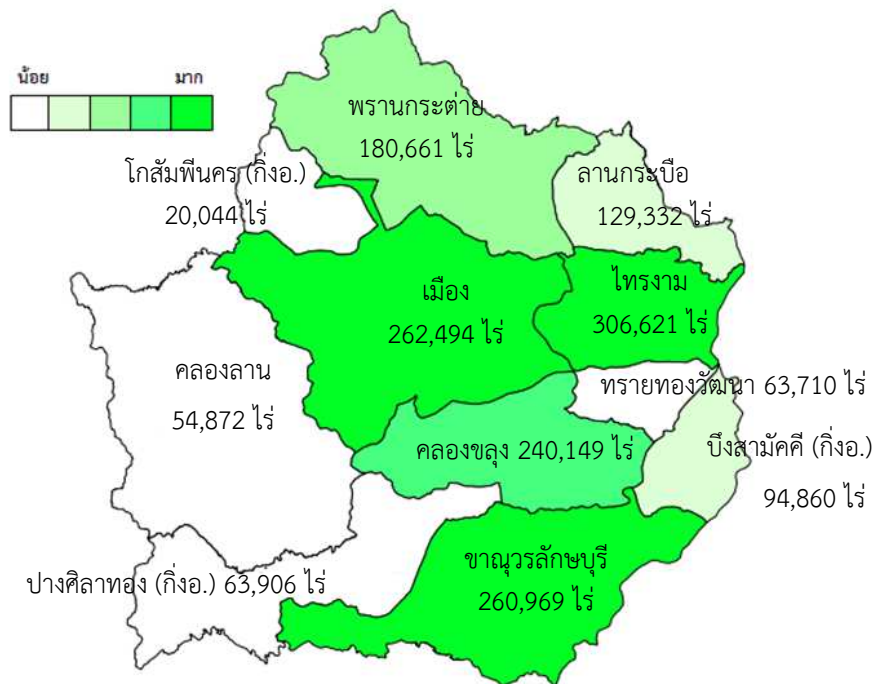 น้อย มาก
พรานกระต่าย
180,661 ไร่
โกสัมพีนคร (กิ่งอ.)
20,044 ไร่
ลานกระบือ
129,332 ไร่
เมือง
262,494 ไร่
ไทรงาม
306,621 ไร่
คลองลาน
54,872 ไร่
ทรายทองวัฒนา 63,710 ไร่
คลองขลุง 240,149 ไร่
บึงสามัคคี (กิ่งอ.)
94,860 ไร่
ปางศิลาทอง (กิ่งอ.) 63,906 ไร่
ขาณุวรลักษบุรี
260,969 ไร่